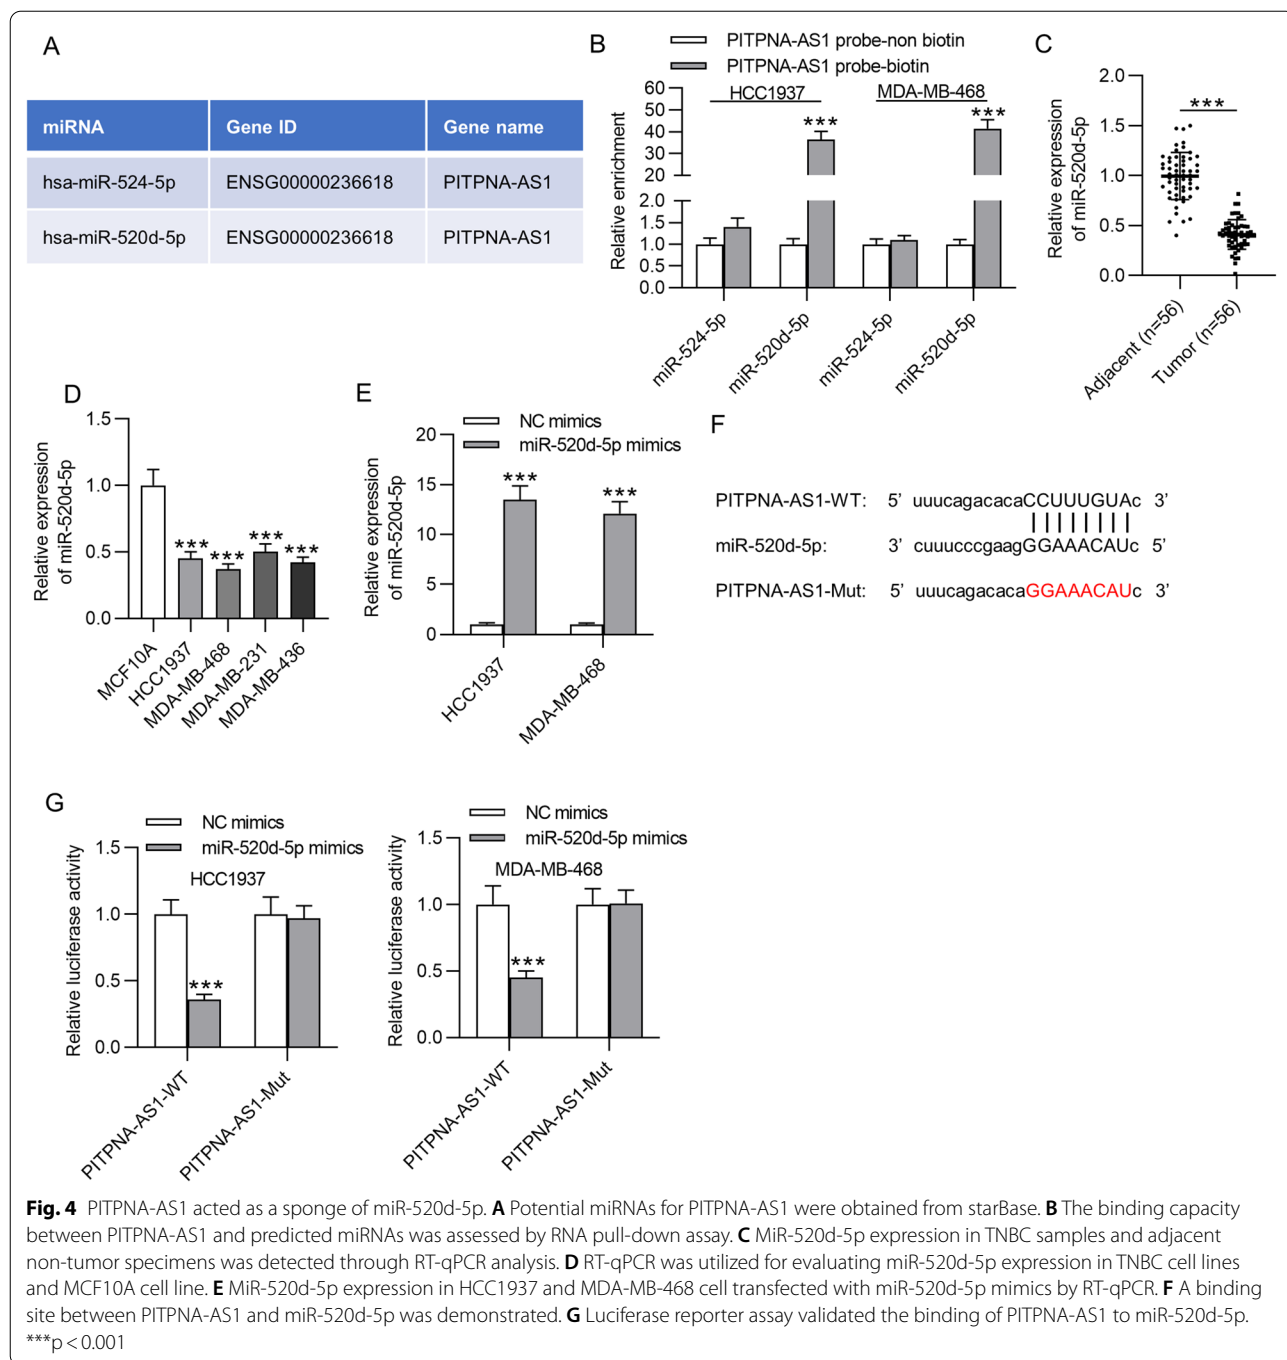 A
miRNA Gene ID Gene name
hsa-miR-524-5p ENSG00000236618 PITPNA-AS1
hsa-miR-520d-5p ENSG00000236618 PITPNA-AS1
B
PITPNA-AS1 probe-non biotin
PITPNA-AS1 probe-biotin
HCC1937 MDA-MB-468
*** ***
Relative enrichment
60
50
40
30
20
2.0
1.5
1.0
0.5
0.0
miR-524-5p miR-520d-5p miR-524-5p miR-520d-5p
C
Relative expression
of miR-520d-5p
2.0
1.5
1.0
0.5
0.0
***
Adjacent (n=56) Tumor (n=56)
D
Relative expression
of miR-520d-5p
1.5
1.0
0.5
0.0
*** *** *** ***
MCF10A HCC1937 MDA-MB-468 MDA-MB-231 MDA-MB-436
E
NC mimics
miR-520d-5p mimics
Relative expression
of miR-520d-5p
20
15
10
5
0
*** ***
HCC1937 MDA-MB-468
F
PITPNA-AS1-WT: 5’ uuucagacacaCCUUUGUAc 3’
miR-520d-5p: 3’ cuuucccgaagGGAAACAUc 5’
PITPNA-AS1-Mut: 5’ uuucagacacaGGAAACAUc 3’
G
NC mimics
miR-520d-5p mimics
HCC1937
Relative luciferase activity
1.5
1.0
0.5
0.0
***
PITPNA-AS1-WT PITPNA-AS1-Mut
NC mimics
miR-520d-5p mimics
MDA-MB-468
Relative luciferase activity
1.5
1.0
0.5
0.0
***
PITPNA-AS1-WT PITPNA-AS1-Mut
Fig. 4 PITPNA-AS1 acted as a sponge of miR-520d-5p. A Potential miRNAs for PITPNA-AS1 were obtained from starBase. B The binding capacity
between PITPNA-AS1 and predicted miRNAs was assessed by RNA pull-down assay. C MiR-520d-5p expression in TNBC samples and adjacent
non-tumor specimens was detected through RT-qPCR analysis. D RT-qPCR was utilized for evaluating miR-520d-5p expression in TNBC cell lines
and MCF10A cell line. E MiR-520d-5p expression in HCC1937 and MDA-MB-468 cell transfected with miR-520d-5p mimics by RT-qPCR. F A binding
site between PITPNA-AS1 and miR-520d-5p was demonstrated. G Luciferase reporter assay validated the binding of PITPNA-AS1 to miR-520d-5p.
***p < 0.001